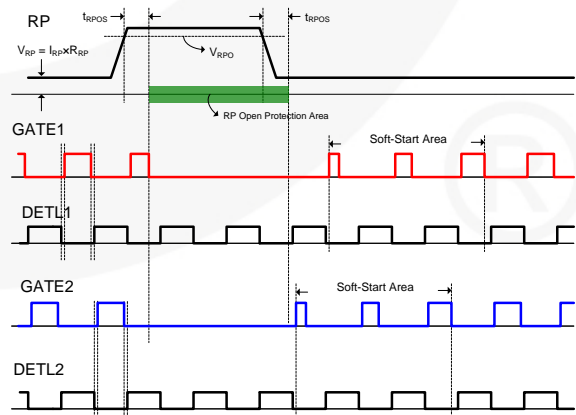 RP
tRPOS
tRPOS
VRP = IRP×RRP
VRPO
RP Open Protection Area
GATE1
Soft-Start Area
DETL1
GATE2
Soft-Start Area
DETL2
®